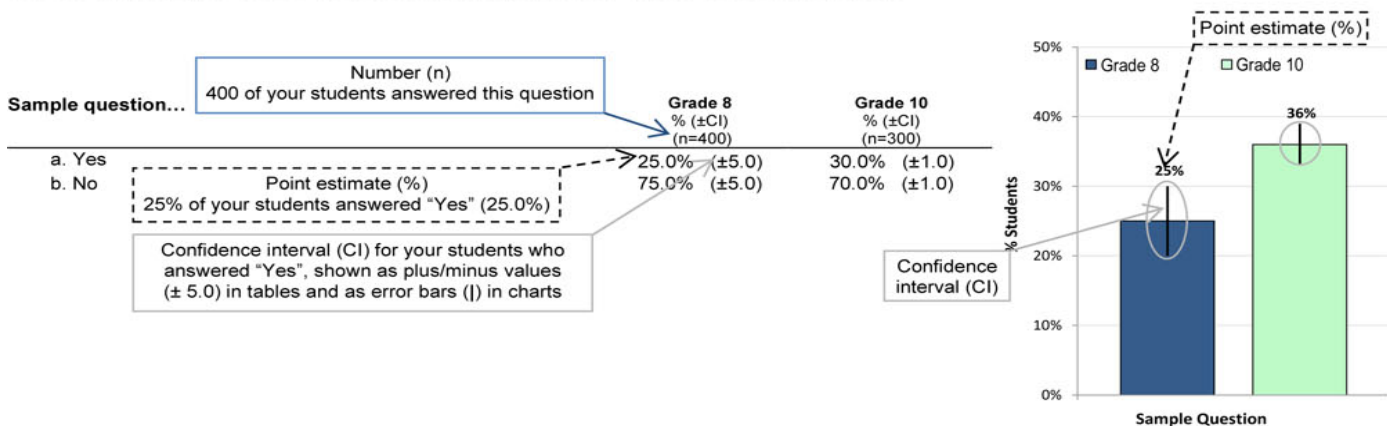 Number (n)
400 of your students answered this question
Sample question...
Grade 8
% (±CI)
(n=400)
Grade 10
% (±CI)
(n=300)
a. Yes 25.0% (±5.0) 30.0% (±1.0)
b. No 75.0% (±5.0) 70.0% (±1.0)
Point estimate (%)
25% of your students answered “Yes” (25.0%)
Confidence interval (CI) for your students who
answered “Yes”, shown as plus/minus values
(± 5.0) in tables and as error bars (|) in charts
Point estimate (%)
Grade 8 Grade 10
50%
40%
30%
20%
10%
0%
% Students
25%
36%
Confidence
interval (CI)
Sample Question